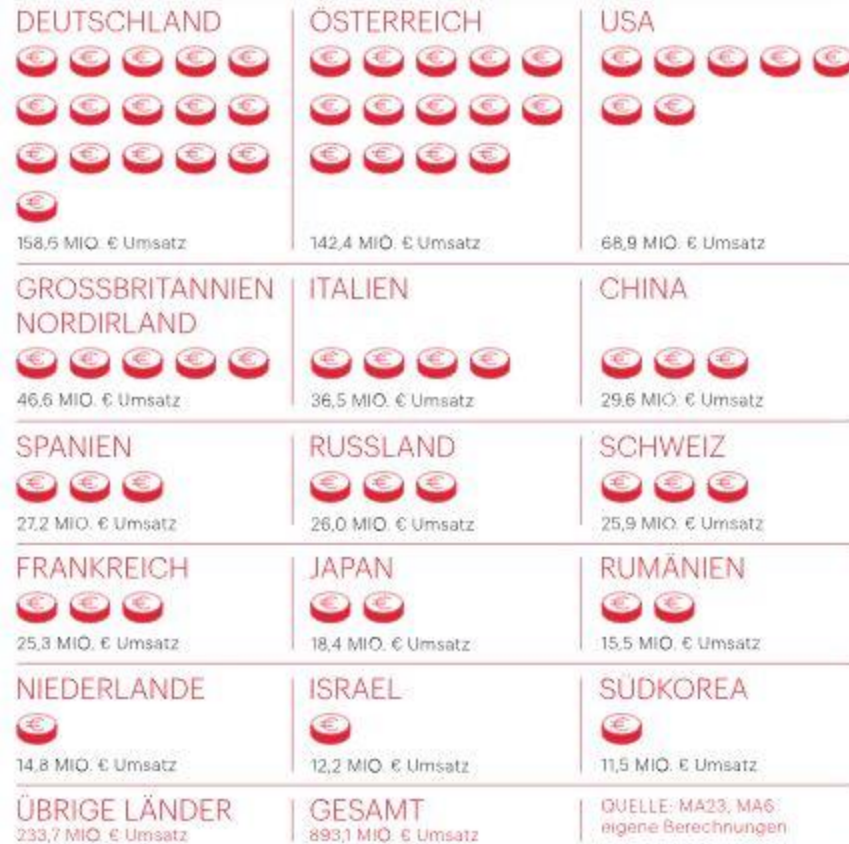 DEUTSCHLAND
158,6 MIO. € Umsatz
ÖSTERREICH
142,4 MIO. € Umsatz
USA
68,9 MIO. € Umsatz
GROSSBRITANNIEN
NORDIRLAND
46,6 MIO. € Umsatz
ITALIEN
36,5 MIO. € Umsatz
CHINA
29,6 MIO. € Umsatz
SPANIEN
27,2 MIO. € Umsatz
RUSSLAND
26,0 MIO. € Umsatz
SCHWEIZ
25,9 MIO. € Umsatz
FRANKREICH
25,3 MIO. € Umsatz
JAPAN
18,4 MIO. € Umsatz
RUMÄNIEN
15,5 MIO. € Umsatz
NIEDERLANDE
14,8 MIO. € Umsatz
ISRAEL
12,2 MIO. € Umsatz
SÜDKOREA
11,5 MIO. € Umsatz
ÜBRIGE LÄNDER
233,7 MIO. € Umsatz
GESAMT
893,1 MIO. € Umsatz
QUELLE: MA23, MA6
eigene Berechnungen